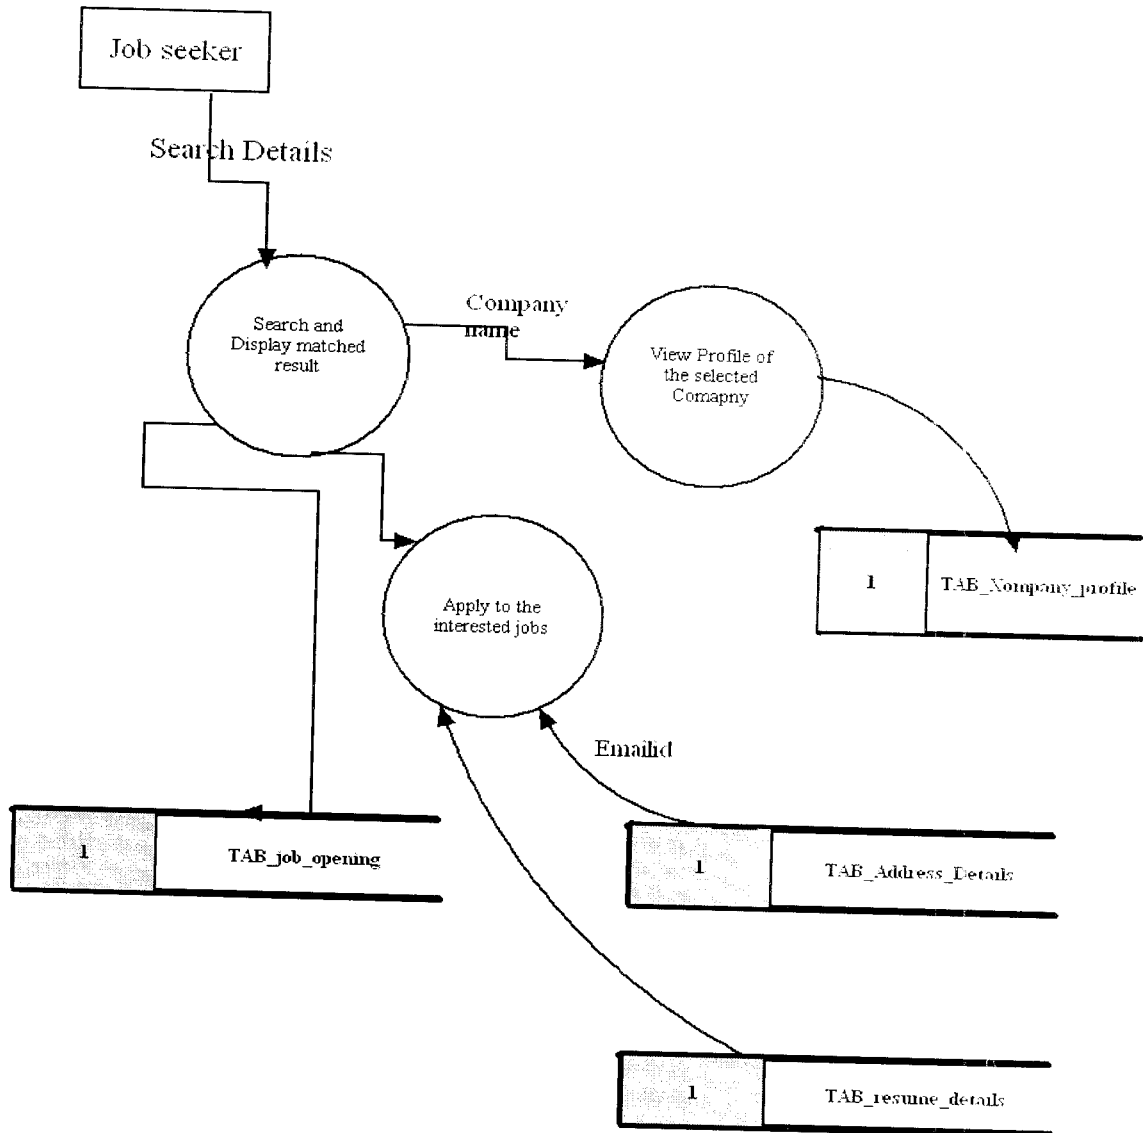 Job seeker
Search Details
Search and
Display matched
result
Company
name
View Profile of
the selected
Comapny
Apply to the
interested jobs
1
TAB_Xompany_profile
Emailid
1
TAB_job_opening
1
TAB_Address_Details
1
TAB_resume_details